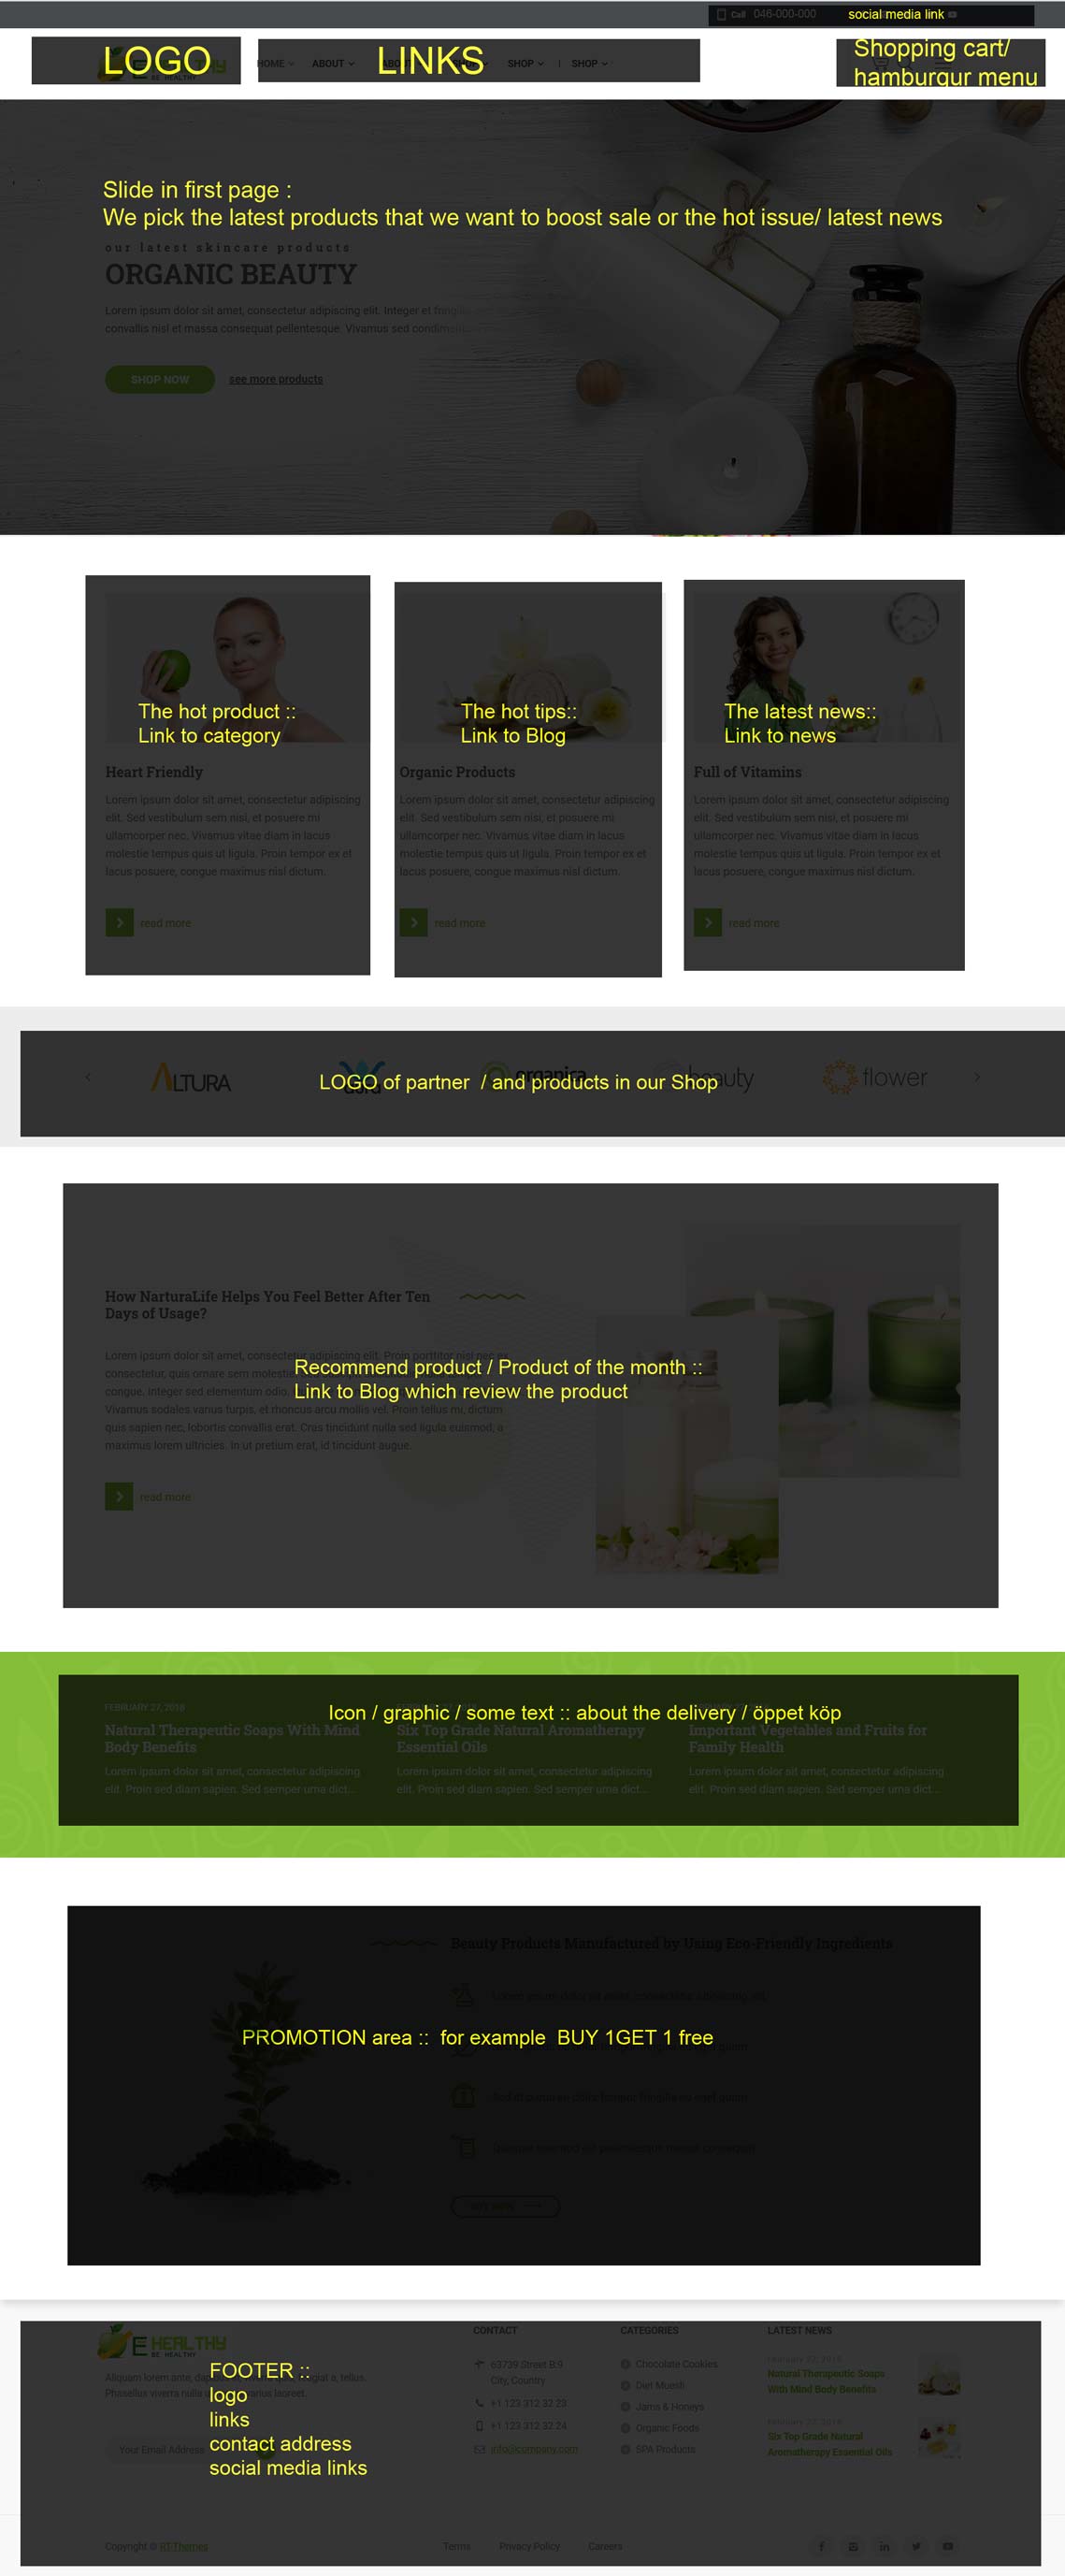 Call 046-000-000 social media link
LOGO
LINKS
HOME ABOUT ABOUT SHOP SHOP | SHOP
Shopping cart/
hamburgur menu
Slide in first page :
We pick the latest products that we want to boost sale or the hot issue/ latest news
our latest skincare products
ORGANIC BEAUTY
Lorem ipsum dolor sit amet, consectetur adipiscing elit. Integer et fringilla
convallis nisl et massa consequat pellentesque. Vivamus sed condimentum
SHOP NOW see more products
The hot product ::
Link to category
Heart Friendly
Lorem ipsum dolor sit amet, consectetur adipiscing
elit. Sed vestibulum sem nisi, et posuere mi
ullamcorper nec. Vivamus vitae diam in lacus
molestie tempus quis ut ligula. Proin tempor ex et
lacus posuere, congue maximus nisl dictum.
read more
The hot tips::
Link to Blog
Organic Products
Lorem ipsum dolor sit amet, consectetur adipiscing
elit. Sed vestibulum sem nisi, et posuere mi
ullamcorper nec. Vivamus vitae diam in lacus
molestie tempus quis ut ligula. Proin tempor ex et
lacus posuere, congue maximus nisl dictum.
read more
The latest news::
Link to news
Full of Vitamins
Lorem ipsum dolor sit amet, consectetur adipiscing
elit. Sed vestibulum sem nisi, et posuere mi
ullamcorper nec. Vivamus vitae diam in lacus
molestie tempus quis ut ligula. Proin tempor ex et
lacus posuere, congue maximus nisl dictum.
read more
ALTURA organica beauty flower
LOGO of partner / and products in our Shop
How NarturaLife Helps You Feel Better After Ten
Days of Usage?
Lorem ipsum dolor sit amet, consectetur adipiscing elit. Proin porttitor nisi nec ex
Recommend product / Product of the month ::
consectetur, quis ornare sem molestie
congue. Integer sed elementum odio.
Link to Blog which review the product
Vivamus sodales varius turpis, et rhoncus arcu mollis vel. Proin tellus mi, dictum
quis sapien nec, lobortis convallis erat. Cras tincidunt nulla sed ligula euismod, a
maximus lorem ultricies. In ut pretium erat, id tincidunt augue.
read more
Icon / graphic / some text :: about the delivery / öppet köp
FEBRUARY 27, 2018
Natural Therapeutic Soaps With Mind
Body Benefits
Lorem ipsum dolor sit amet, consectetur adipiscing
elit. Proin sed diam sapien. Sed semper urna dict...
Six Top Grade Natural Aromatherapy
Essential Oils
Lorem ipsum dolor sit amet, consectetur adipiscing
elit. Proin sed diam sapien. Sed semper urna dict...
Important Vegetables and Fruits for
Family Health
Lorem ipsum dolor sit amet, consectetur adipiscing
elit. Proin sed diam sapien. Sed semper urna dict...
Beauty Products Manufactured by Using Eco-Friendly Ingredients
PROMOTION area :: for example BUY 1GET 1 free
E HEALTHY
BE HEALTHY
FOOTER ::
logo
links
contact address
social media links
Your Email Address
CONTACT
63739 Street B.9
City, Country
+1 123 312 32 23
+1 123 312 32 24
info@company.com
CATEGORIES
Chocolate Cookies
Diet Muesli
Jams & Honeys
Organic Foods
SPA Products
LATEST NEWS
Natural Therapeutic Soaps
With Mind Body Benefits
Six Top Grade Natural
Aromatherapy Essential Oils
Copyright © RT-Themes
Terms Privacy Policy Careers